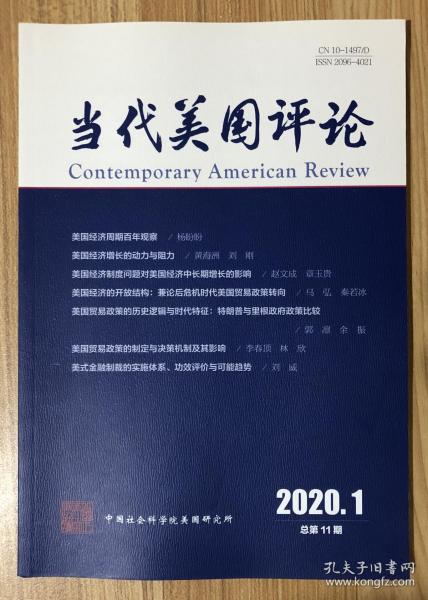 CN 10-1497/D
ISSN 2096-4021
当代美国评论
Contemporary American Review
美国经济周期百年观察 / 杨盼盼
美国经济增长的动力与阻力 / 黄海洲 刘刚
美国经济制度问题对美国经济中长期增长的影响 / 赵文成 章玉贵
美国经济的开放结构：兼论后危机时代美国贸易政策转向 / 马弘 秦若冰
美国贸易政策的历史逻辑与时代特征：特朗普与里根政府政策比较
/ 郭凛 余振
美国贸易政策的制定与决策机制及其影响 / 李春顶 林欣
美式金融制裁的实施体系、功效评价与可能趋势 / 刘威
中国社会科学院美国研究所
2020.1
总第11期
孔夫子旧书网
www.kongfz.com